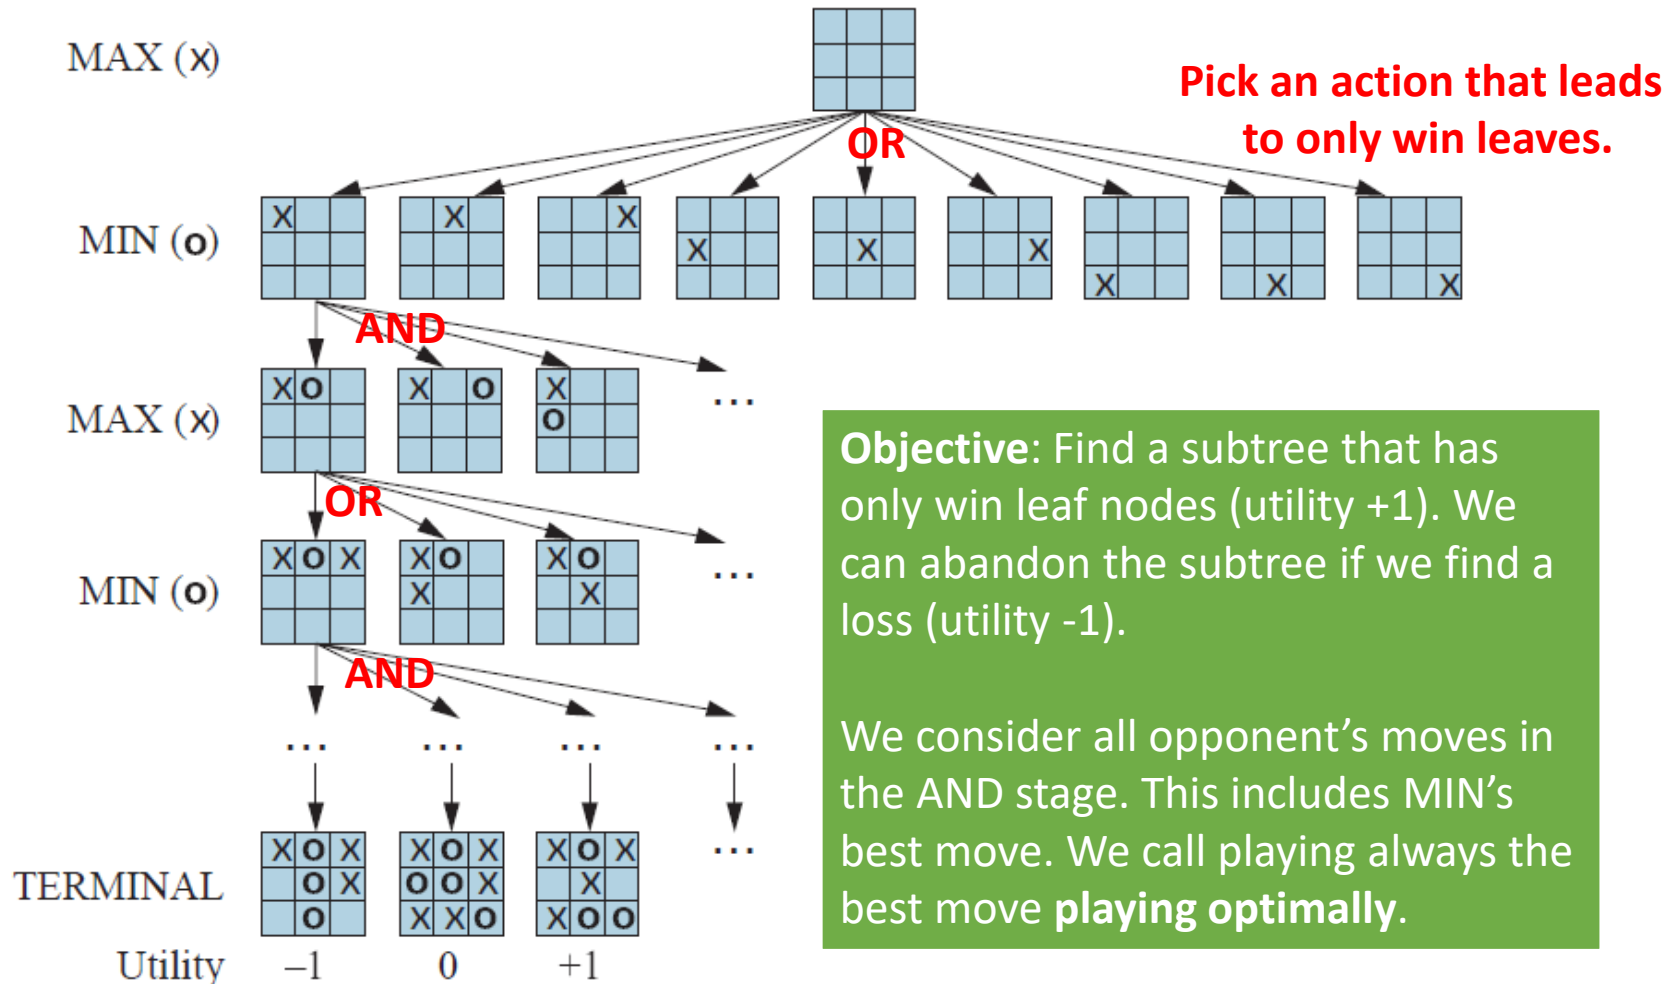 MAX (X)
Pick an action that leads
to only win leaves.
OR
MIN (O)
X
X
X
X
X
X
X
X
X
AND
MAX (X)
X O
X O
X
O
...
OR
MIN (O)
X O X
X O
X
X O
X
...
AND
... ... ... ...
TERMINAL
X O X
O X
O
X O X
O O X
X X O
X O X
X
X O O
...
Utility –1 0 +1
Objective: Find a subtree that has
only win leaf nodes (utility +1). We
can abandon the subtree if we find a
loss (utility -1).
We consider all opponent’s moves in
the AND stage. This includes MIN’s
best move. We call playing always the
best move playing optimally.